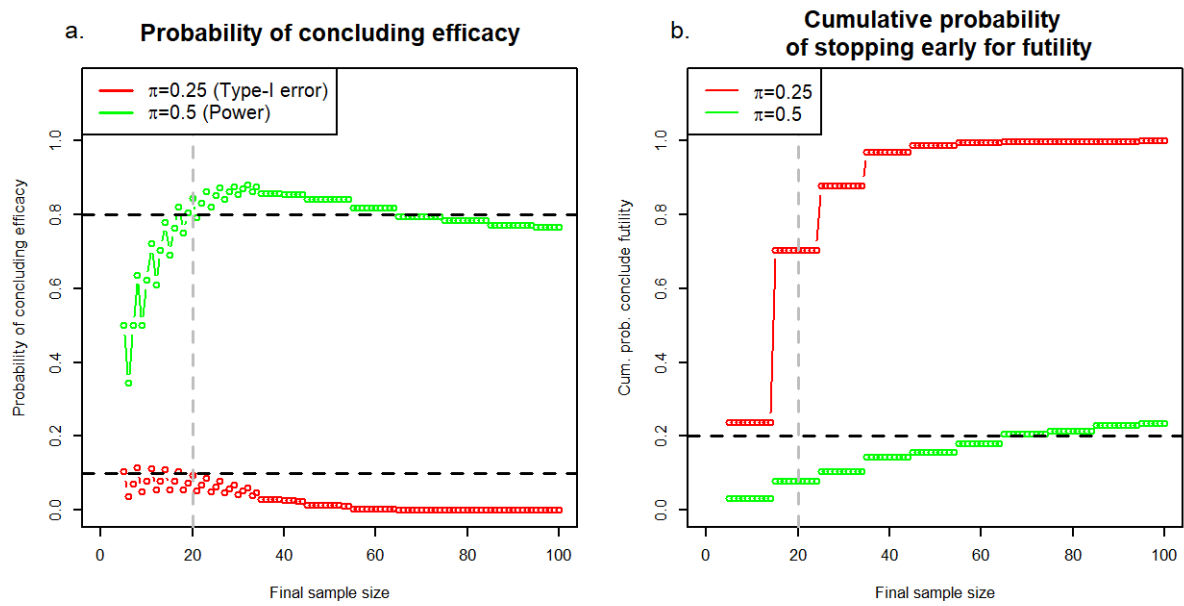 a.
Probability of concluding efficacy
π=0.25 (Type-I error)
π=0.5 (Power)
Probability of concluding efficacy
1.0
0.8
0.6
0.4
0.2
0.0
0
20
40
60
80
100
Final sample size
b.
Cumulative probability
of stopping early for futility
π=0.25
π=0.5
Cum. prob. conclude futility
1.0
0.8
0.6
0.4
0.2
0.0
0
20
40
60
80
100
Final sample size